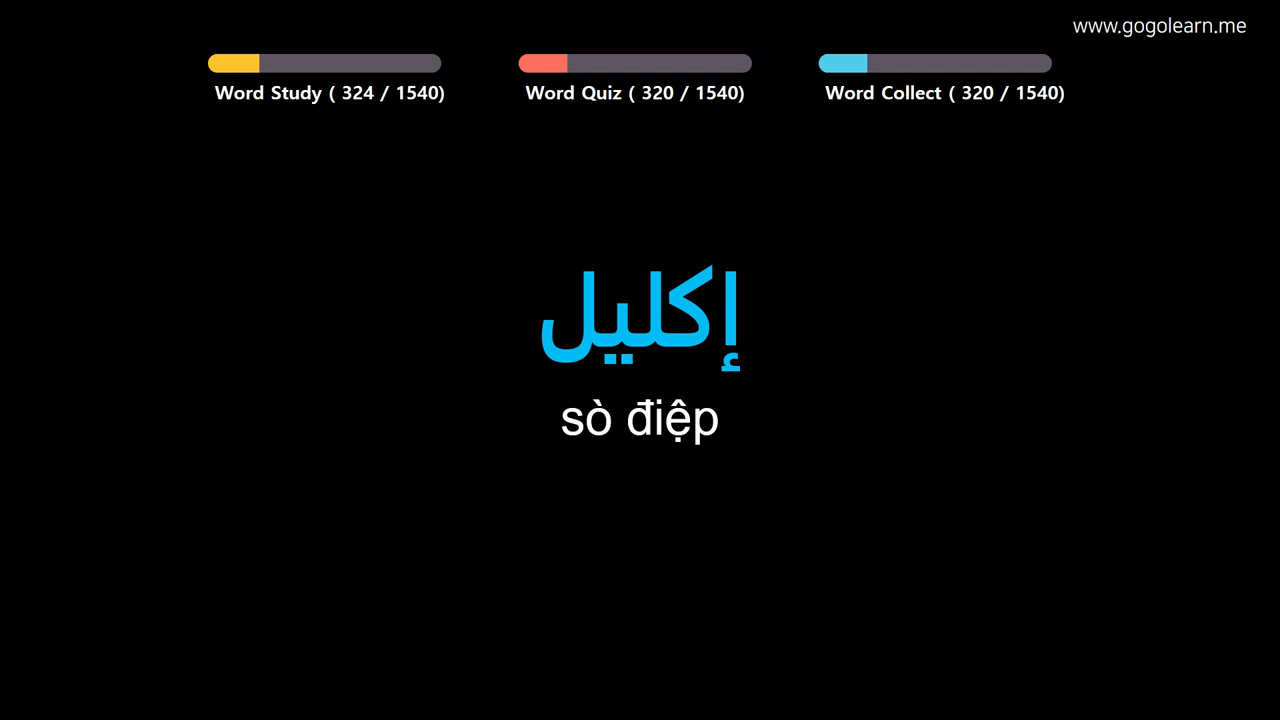 www.gogolearn.me
Word Study ( 324 / 1540)
Word Quiz ( 320 / 1540)
Word Collect ( 320 / 1540)
إكليل
sò điệp